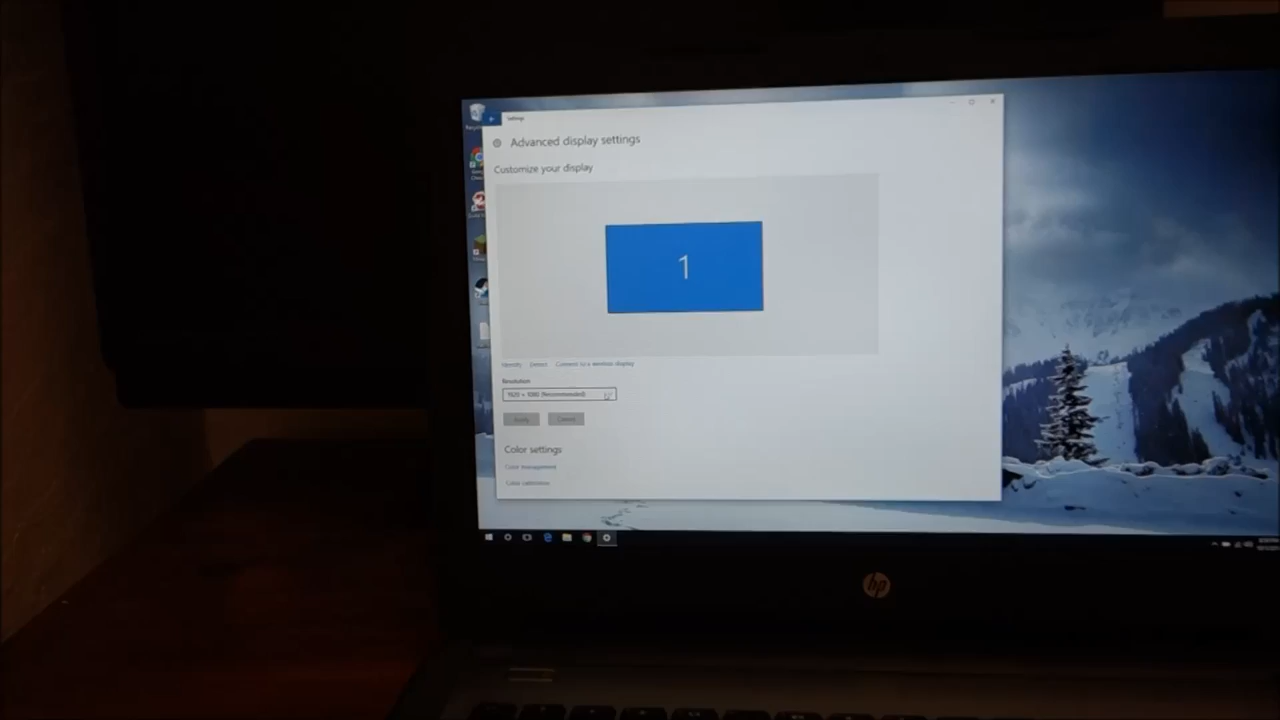 Settings
Advanced display settings
Customize your display
1
Identify Detect Connect to a wireless display
Resolution
1920 × 1080 (Recommended)
Apply Cancel
Color settings
Color management
Color calibration
hp